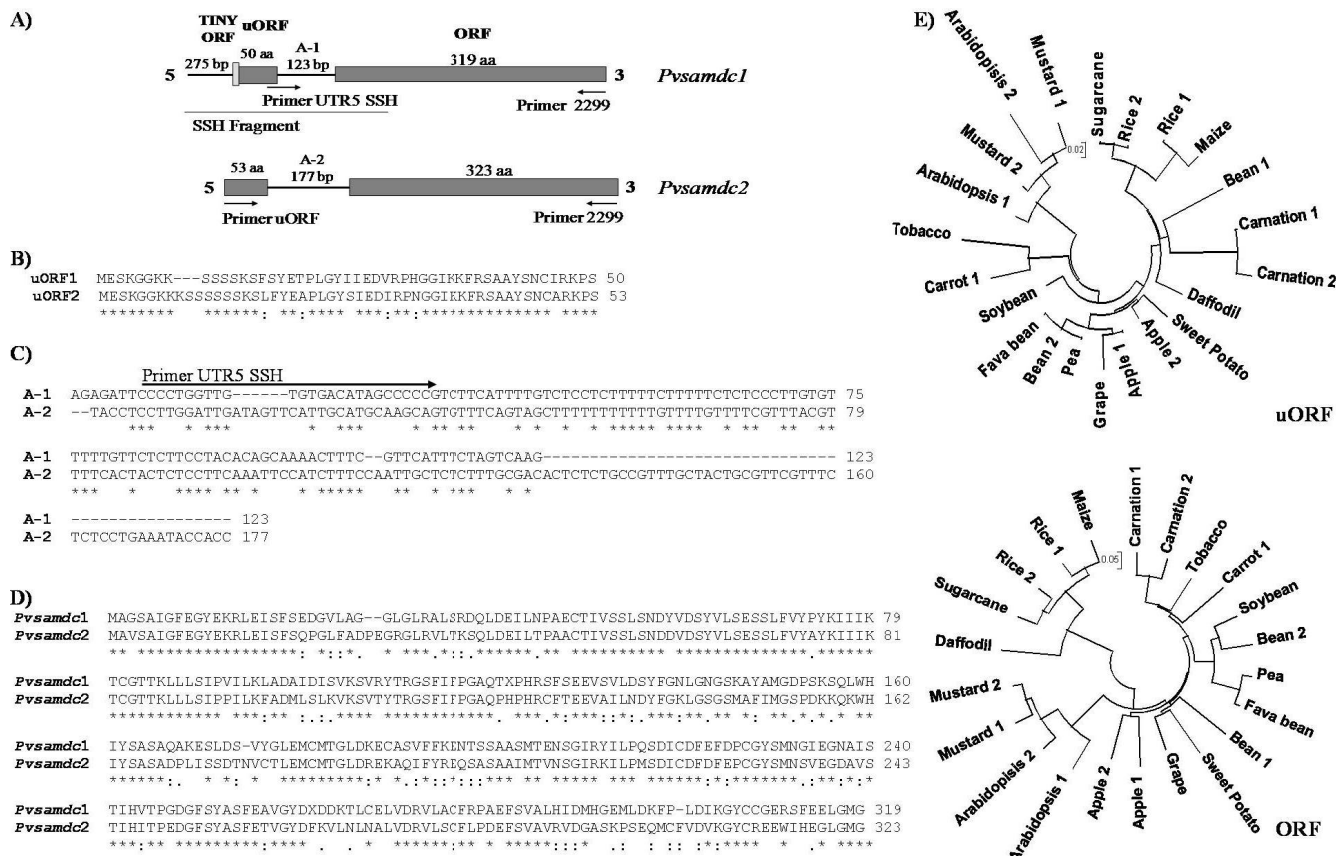 A)
TINY ORF
uORF
ORF
275 bp
50 aa
A-1
123 bp
319 aa
5
3
Pvsamdc1
Primer UTR5 SSH
Primer 2299
SSH Fragment
53 aa
A-2
177 bp
323 aa
5
3
Pvsamdc2
Primer uORF
Primer 2299
B)
uORF1 MESKGGKK---SSSSKSFSYETPLGYIIEDVRPHGGIKKFRSAAYSNCIRKPS 50
uORF2 MESKGGKKKSSSSSSKSLFYEAPLGYSIEDIRPNGGIKKFRSAAYSNCARKPS 53
C)
Primer UTR5 SSH
A-1 AGAGATTCCCCTGGTTG------TGTGACATAGCCCCCGTCTTCATTTTGTCTCCTCTTTTTCTTTTTCTCTCCCTTGTGT 75
A-2 --TACCTCCTTGGATTGATAGTTCATTGCATGCAAGCAGTGTTTCAGTAGCTTTCTCTTTTTTGTTTTGTGTTTTCGTTTACGT 79
A-1 TTTTGTTCTCTTCCTACACAGCAAAACTTTC--GTTCATTTCTAGTCAAG------------------------------ 123
A-2 TTTCACTACTCTCCTTCAAATTCCATCTTTCCAATTGCTCTCTTTGCGACACTCTCTGCCGTTTGCTACTGCGTTCGTTTC 160
A-1 ----------------- 123
A-2 TCTCCTGAAATACCACC 177
D)
Pvsamdc1 MAGSAIGFEGYEKRLEISFSEDGVLAG--GLGLRALSRDQLDEILNPAECTIVSSLSNDYVDSYVLSESSLFVYPYKIIIK 79
Pvsamdc2 MAVSAIGFEGYEKRLEISFSQPGLFADPEGRGLRVLTKSQLDEILTPAACTIVSSLSNDDVDSYVLSESSLFVYAYKIIIK 81
Pvsamdc1 TCGTTKLLLSIPVILKLADAIDISVKSVRYTRGSFIFPGAQTXPHRSFSEEVSVLDSYFGNLGNGSKAYAMGDPSKSQLWH 160
Pvsamdc2 TCGTTKLLLSIPPILKFADMLSLKVKSVTYTRGSFIFPGAQPHPHRCFTEEVAILNDYFGKLGSGSMAFIMGSPDKKQKWH 162
Pvsamdc1 IYSASAQAKESLDS-VYGLEMCMTGLDKECASVFFKENTSSAASMTENSGIRYILPQSDICDFEFDPCGYSMNGIEGNAIS 240
Pvsamdc2 IYSASADPLISSDTNVCTLEMCMTGLDREKAQIFYREQSASAAIMTVNSGIRKILPMSDICDFDFEPCGYSMNSVEGDAVS 243
Pvsamdc1 TIHVTPGDGFSYASFEAVGYDXDDKTLCELVDRVLACFRPAEFSVALHIDMHGEMLDKFP-LDIKGYCCGERSFEELGMG 319
Pvsamdc2 TIHITPEDGFSYASFETVGYDFKVLNLNALVDRVLSCFLPDEFSVAVRVDGASKPSEQMCFVDVKGYCREEWIHEGLGMG 323
E)
Arabidopisis 2
Mustard 1
Sugarcane
Rice 2
Rice 1
Maize
Mustard 2
0.02
Bean 1
Arabidopsis 1
Carnation 1
Tobacco
Carnation 2
Carrot 1
Daffodil
Soybean
Sweet Potato
Fava bean
Bean 2
Pea
Grape
Apple 1
Apple 2
uORF
Maize
Carnation 1
Carnation 2
Rice 1
0.05
Tobacco
Rice 2
Carrot 1
Sugarcane
Soybean
Daffodil
Bean 2
Pea
Mustard 2
Fava bean
Mustard 1
Bean 1
Arabidopisis 2
Arabidopsis 1
Apple 2
Apple 1
Grape
Sweet Potato
ORF